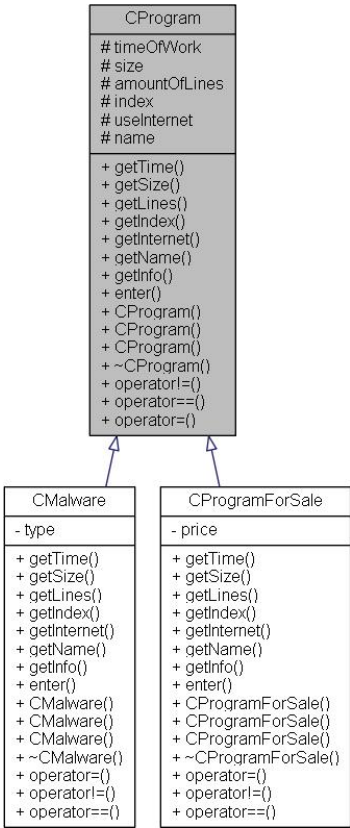 CProgram
# timeOfWork
# size
# amountOfLines
# index
# useInternet
# name
+ getTime()
+ getSize()
+ getLines()
+ getIndex()
+ getInternet()
+ getName()
+ getInfo()
+ enter()
+ CProgram()
+ CProgram()
+ CProgram()
+ ~CProgram()
+ operator!=()
+ operator==()
+ operator=()
CMalware
- type
+ getTime()
+ getSize()
+ getLines()
+ getIndex()
+ getInternet()
+ getName()
+ getInfo()
+ enter()
+ CMalware()
+ CMalware()
+ CMalware()
+ ~CMalware()
+ operator=()
+ operator!=()
+ operator==()
CProgramForSale
- price
+ getTime()
+ getSize()
+ getLines()
+ getIndex()
+ getInternet()
+ getName()
+ getInfo()
+ enter()
+ CProgramForSale()
+ CProgramForSale()
+ CProgramForSale()
+ ~CProgramForSale()
+ operator=()
+ operator!=()
+ operator==()